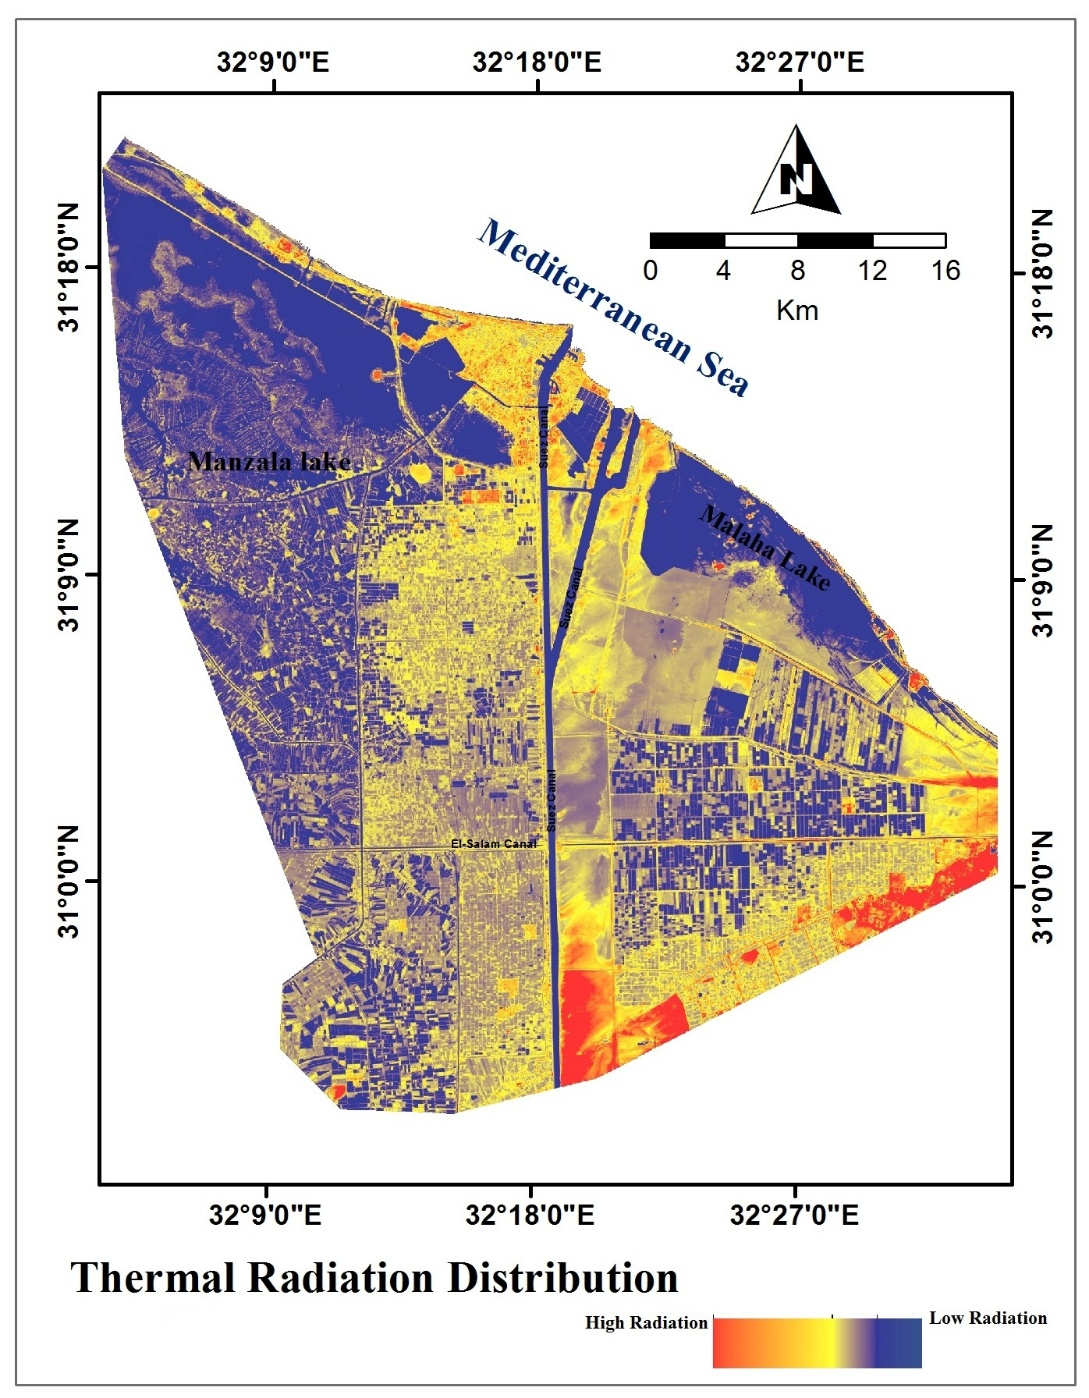 32°9'0"E 32°18'0"E 32°27'0"E
N
0 4 8 12 16
Km
Mediterranean Sea
31°18'0"N
31°18'0"N
Suez Canal
Manzala lake
Malaha Lake
31°9'0"N
31°9'0"N
Suez Canal
Suez Canal
El-Salam Canal
31°0'0"N
31°0'0"N
32°9'0"E 32°18'0"E 32°27'0"E
Thermal Radiation Distribution
High Radiation Low Radiation